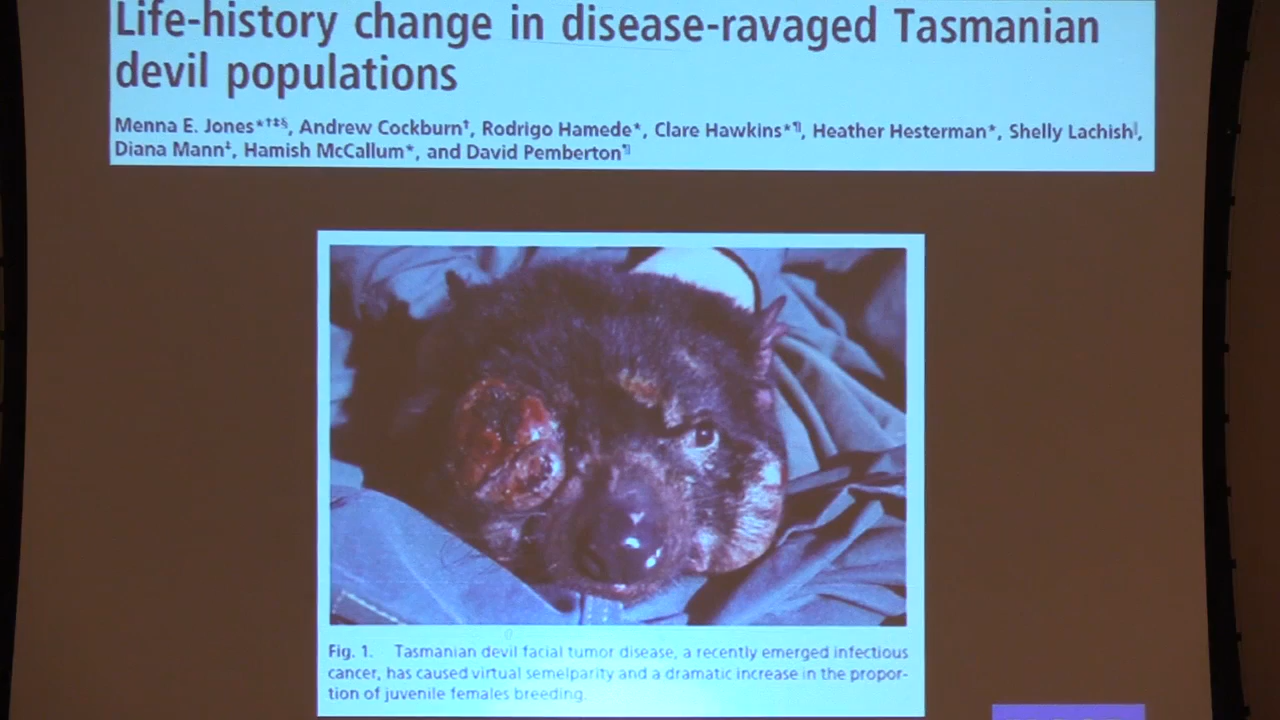 Life-history change in disease-ravaged Tasmanian
devil populations
Menna E. Jones*†‡§, Andrew Cockburn†, Rodrigo Hamede*, Clare Hawkins*¶, Heather Hesterman*, Shelly Lachish‖,
Diana Mann‡, Hamish McCallum*, and David Pemberton¶
Fig. 1. Tasmanian devil facial tumor disease, a recently emerged infectious
cancer, has caused virtual semelparity and a dramatic increase in the propor-
tion of juvenile females breeding.